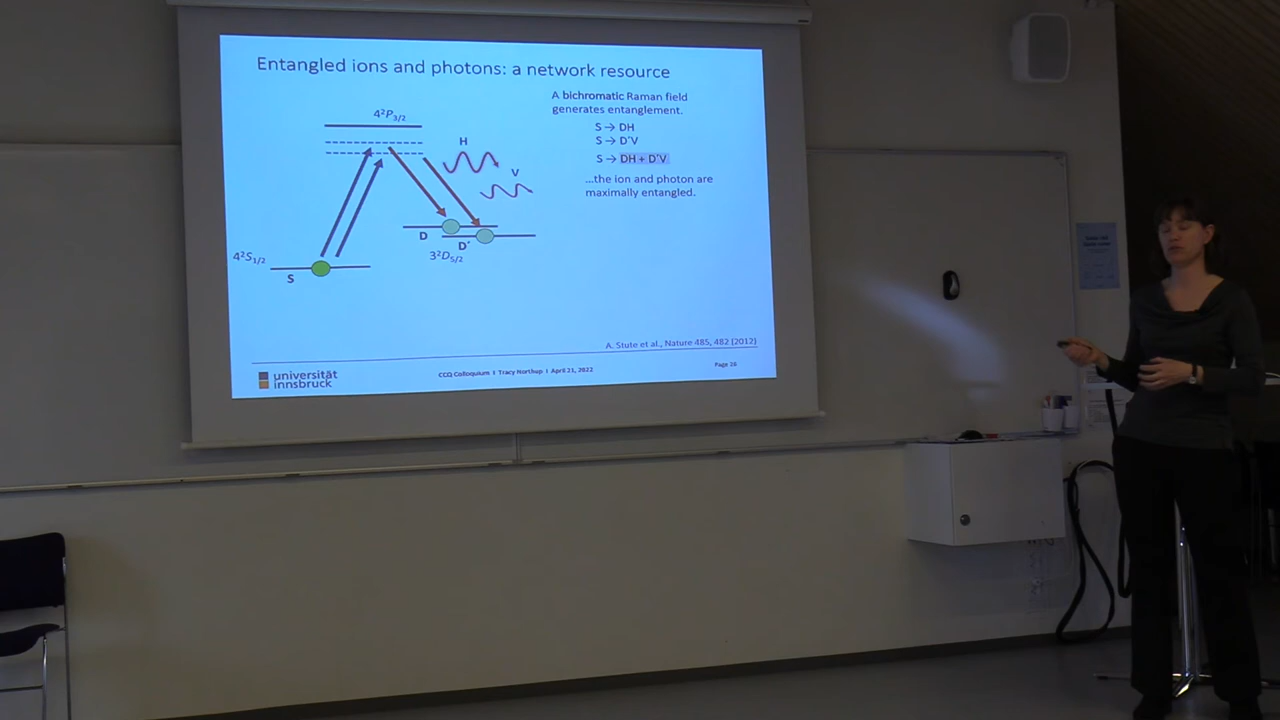 Entangled ions and photons: a network resource
A bichromatic Raman field
generates entanglement.
S → DH
S → D'V
S → DH + D'V
...the ion and photon are
maximally entangled.
4²P3/2
H
V
D
D'
3²D5/2
4²S1/2
S
A. Stute et al., Nature 485, 482 (2012)
universität
innsbruck
CCQ Colloquium I Tracy Northup I April 21, 2022
Page 26